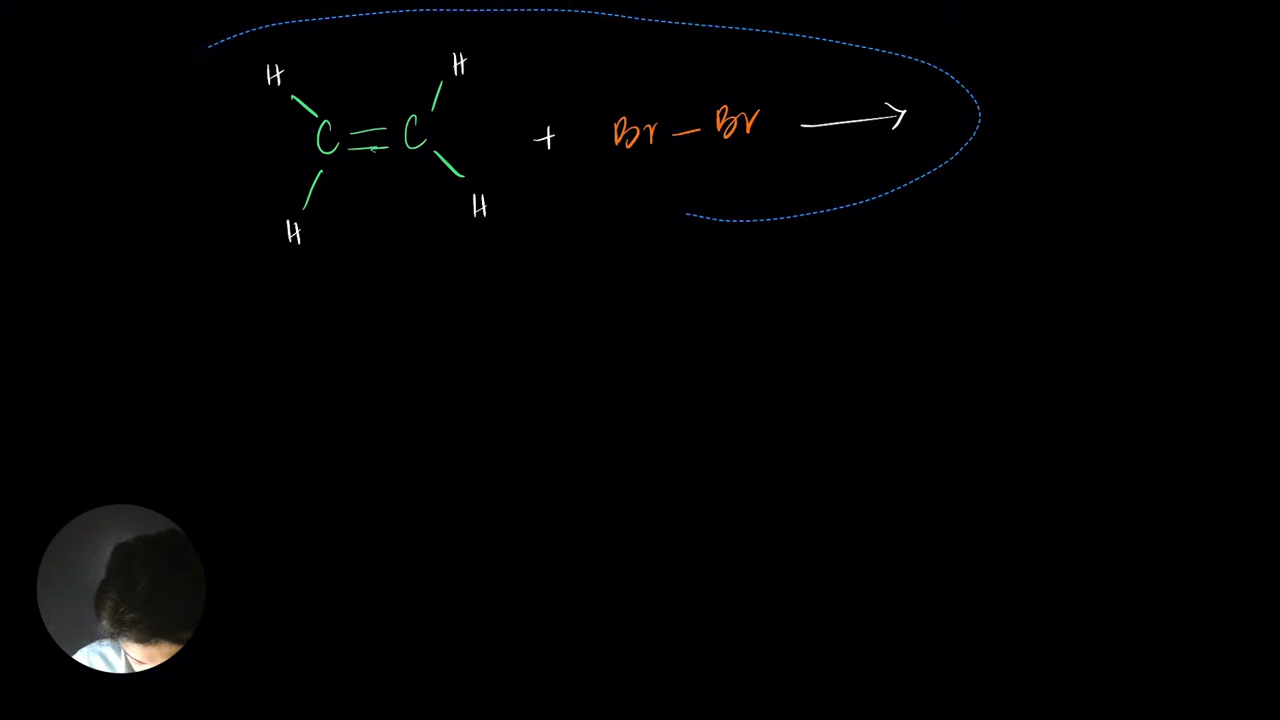 H H
C = C + Br - Br →
H H